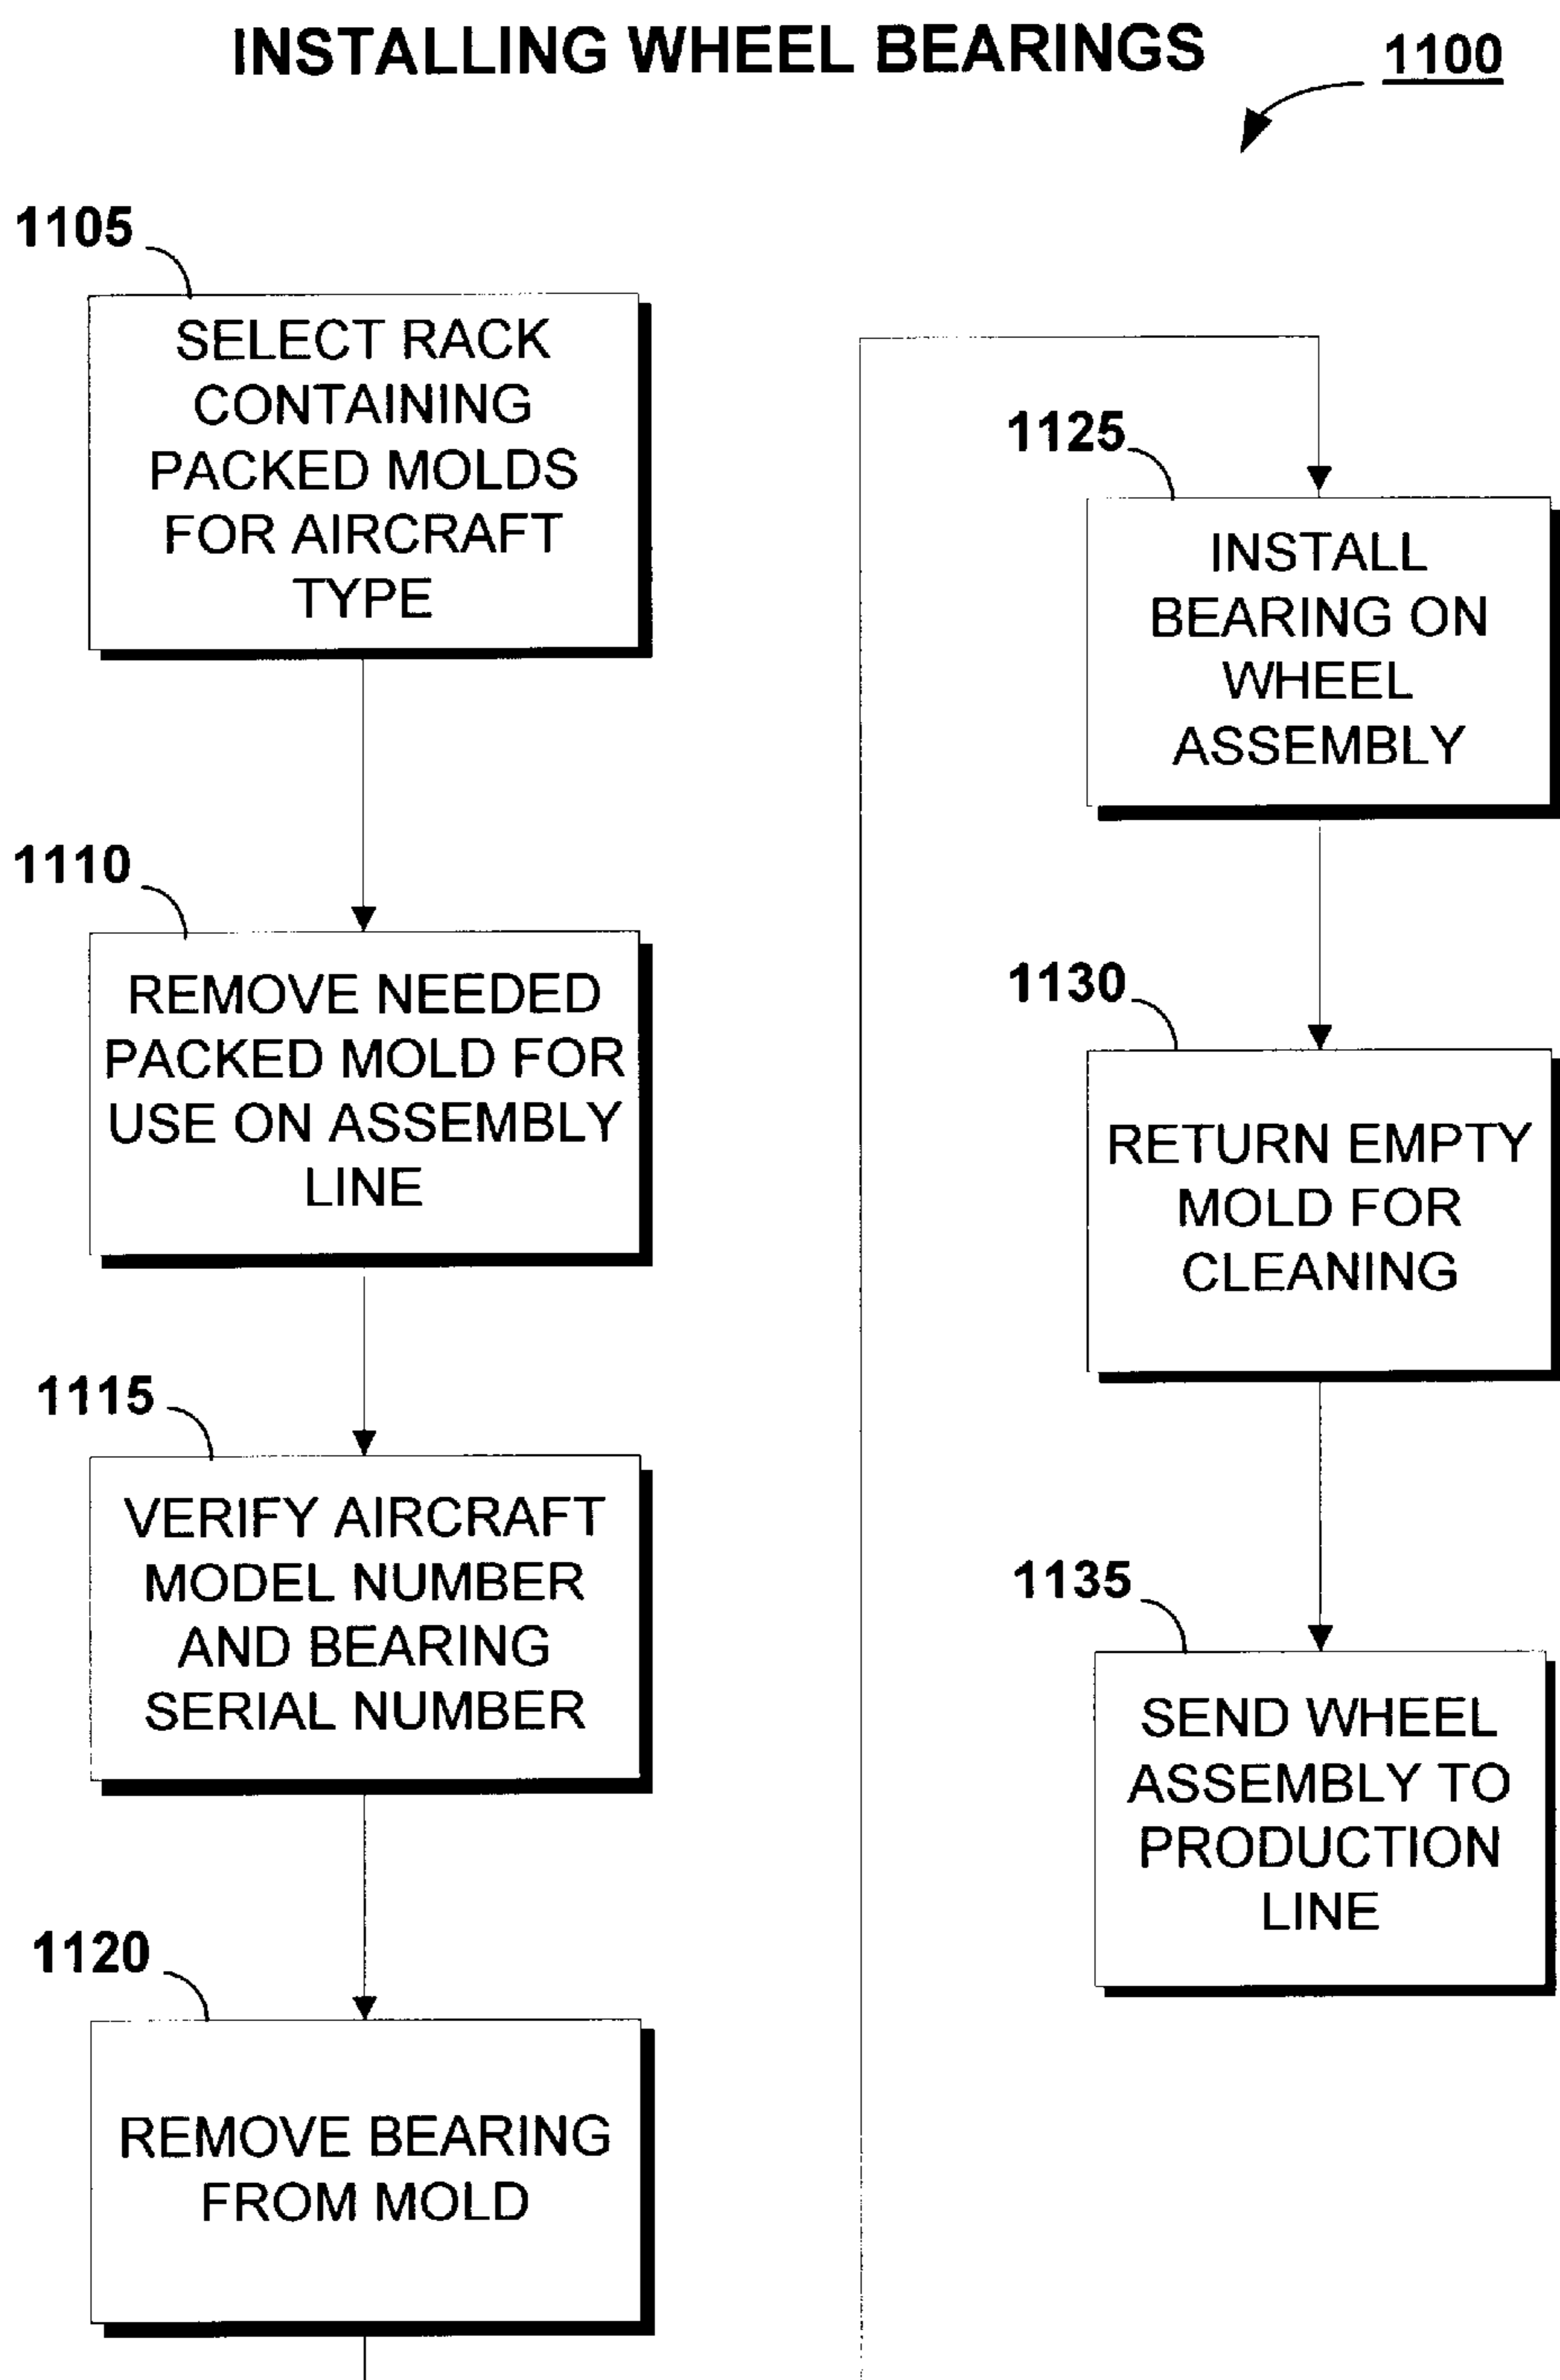 INSTALLING WHEEL BEARINGS
1100
1105
SELECT RACK
CONTAINING
PACKED MOLDS
FOR AIRCRAFT
TYPE
1110
REMOVE NEEDED
PACKED MOLD FOR
USE ON ASSEMBLY
LINE
1115
VERIFY AIRCRAFT
MODEL NUMBER
AND BEARING
SERIAL NUMBER
1120
REMOVE BEARING
FROM MOLD
1125
INSTALL
BEARING ON
WHEEL
ASSEMBLY
1130
RETURN EMPTY
MOLD FOR
CLEANING
1135
SEND WHEEL
ASSEMBLY TO
PRODUCTION
LINE